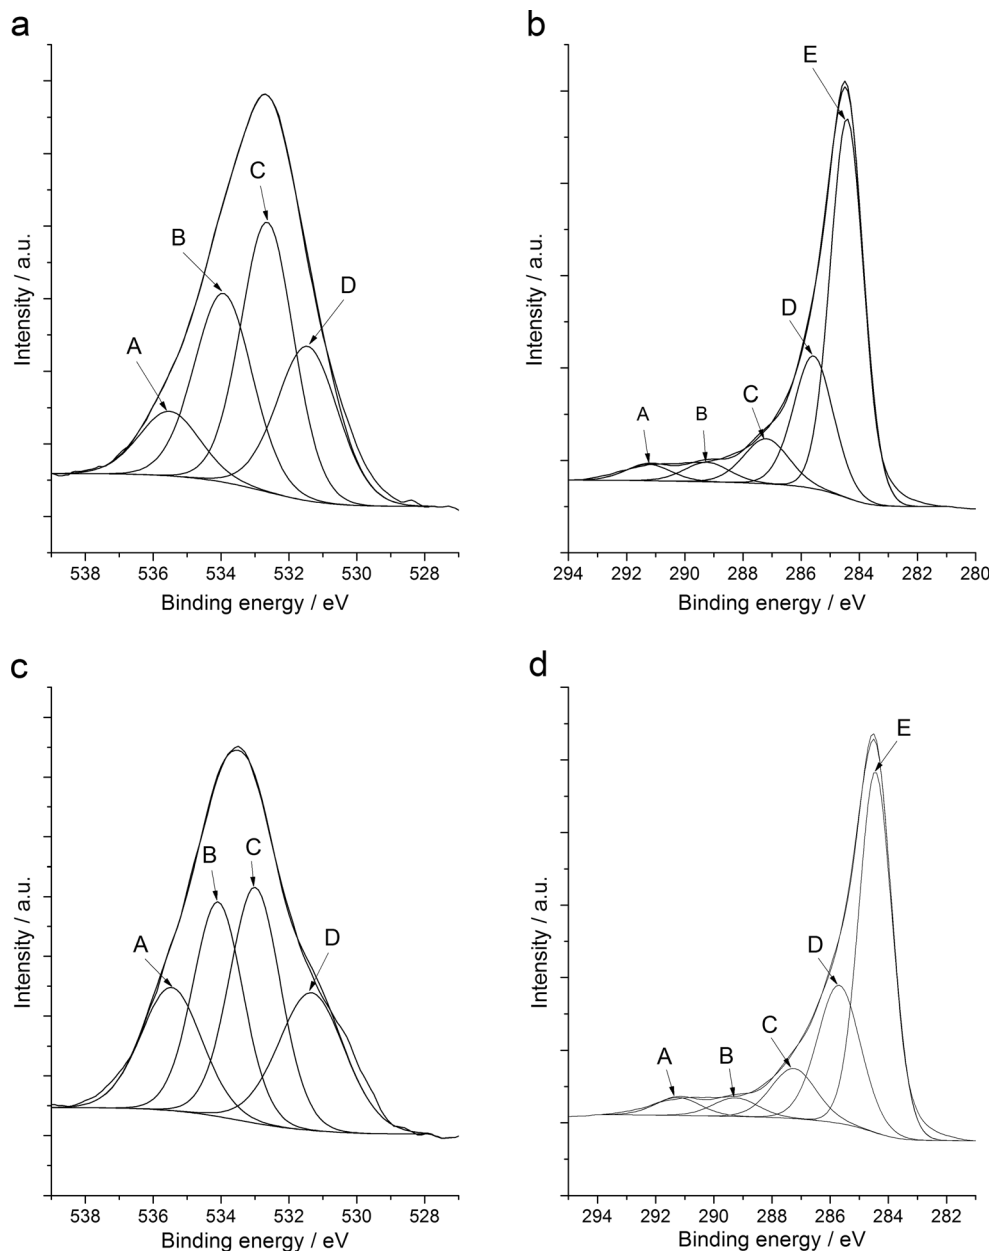 a
A
B
C
D
Intensity / a.u.
538 536 534 532 530 528
Binding energy / eV
b
A
B
C
D
E
Intensity / a.u.
294 292 290 288 286 284 282 280
Binding energy / eV
c
A
B
C
D
Intensity / a.u.
538 536 534 532 530 528
Binding energy / eV
d
A
B
C
D
E
Intensity / a.u.
294 292 290 288 286 284 282
Binding energy / eV